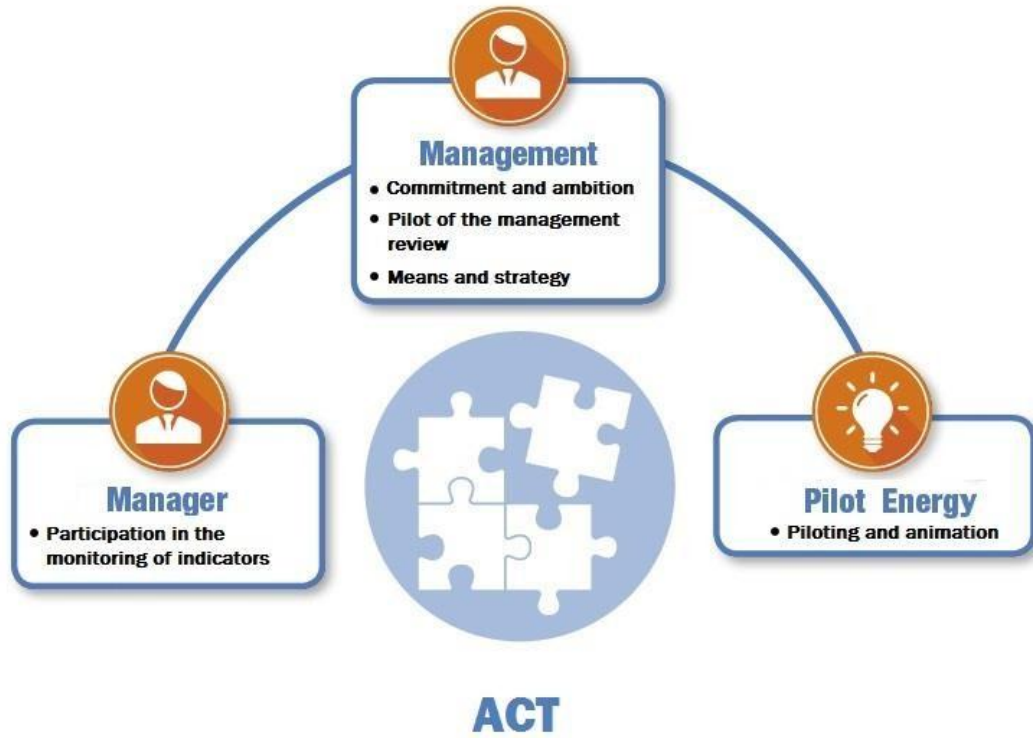 Management
• Commitment and ambition
• Pilot of the management
review
• Means and strategy
Manager
• Participation in the
monitoring of indicators
Pilot Energy
• Piloting and animation
ACT